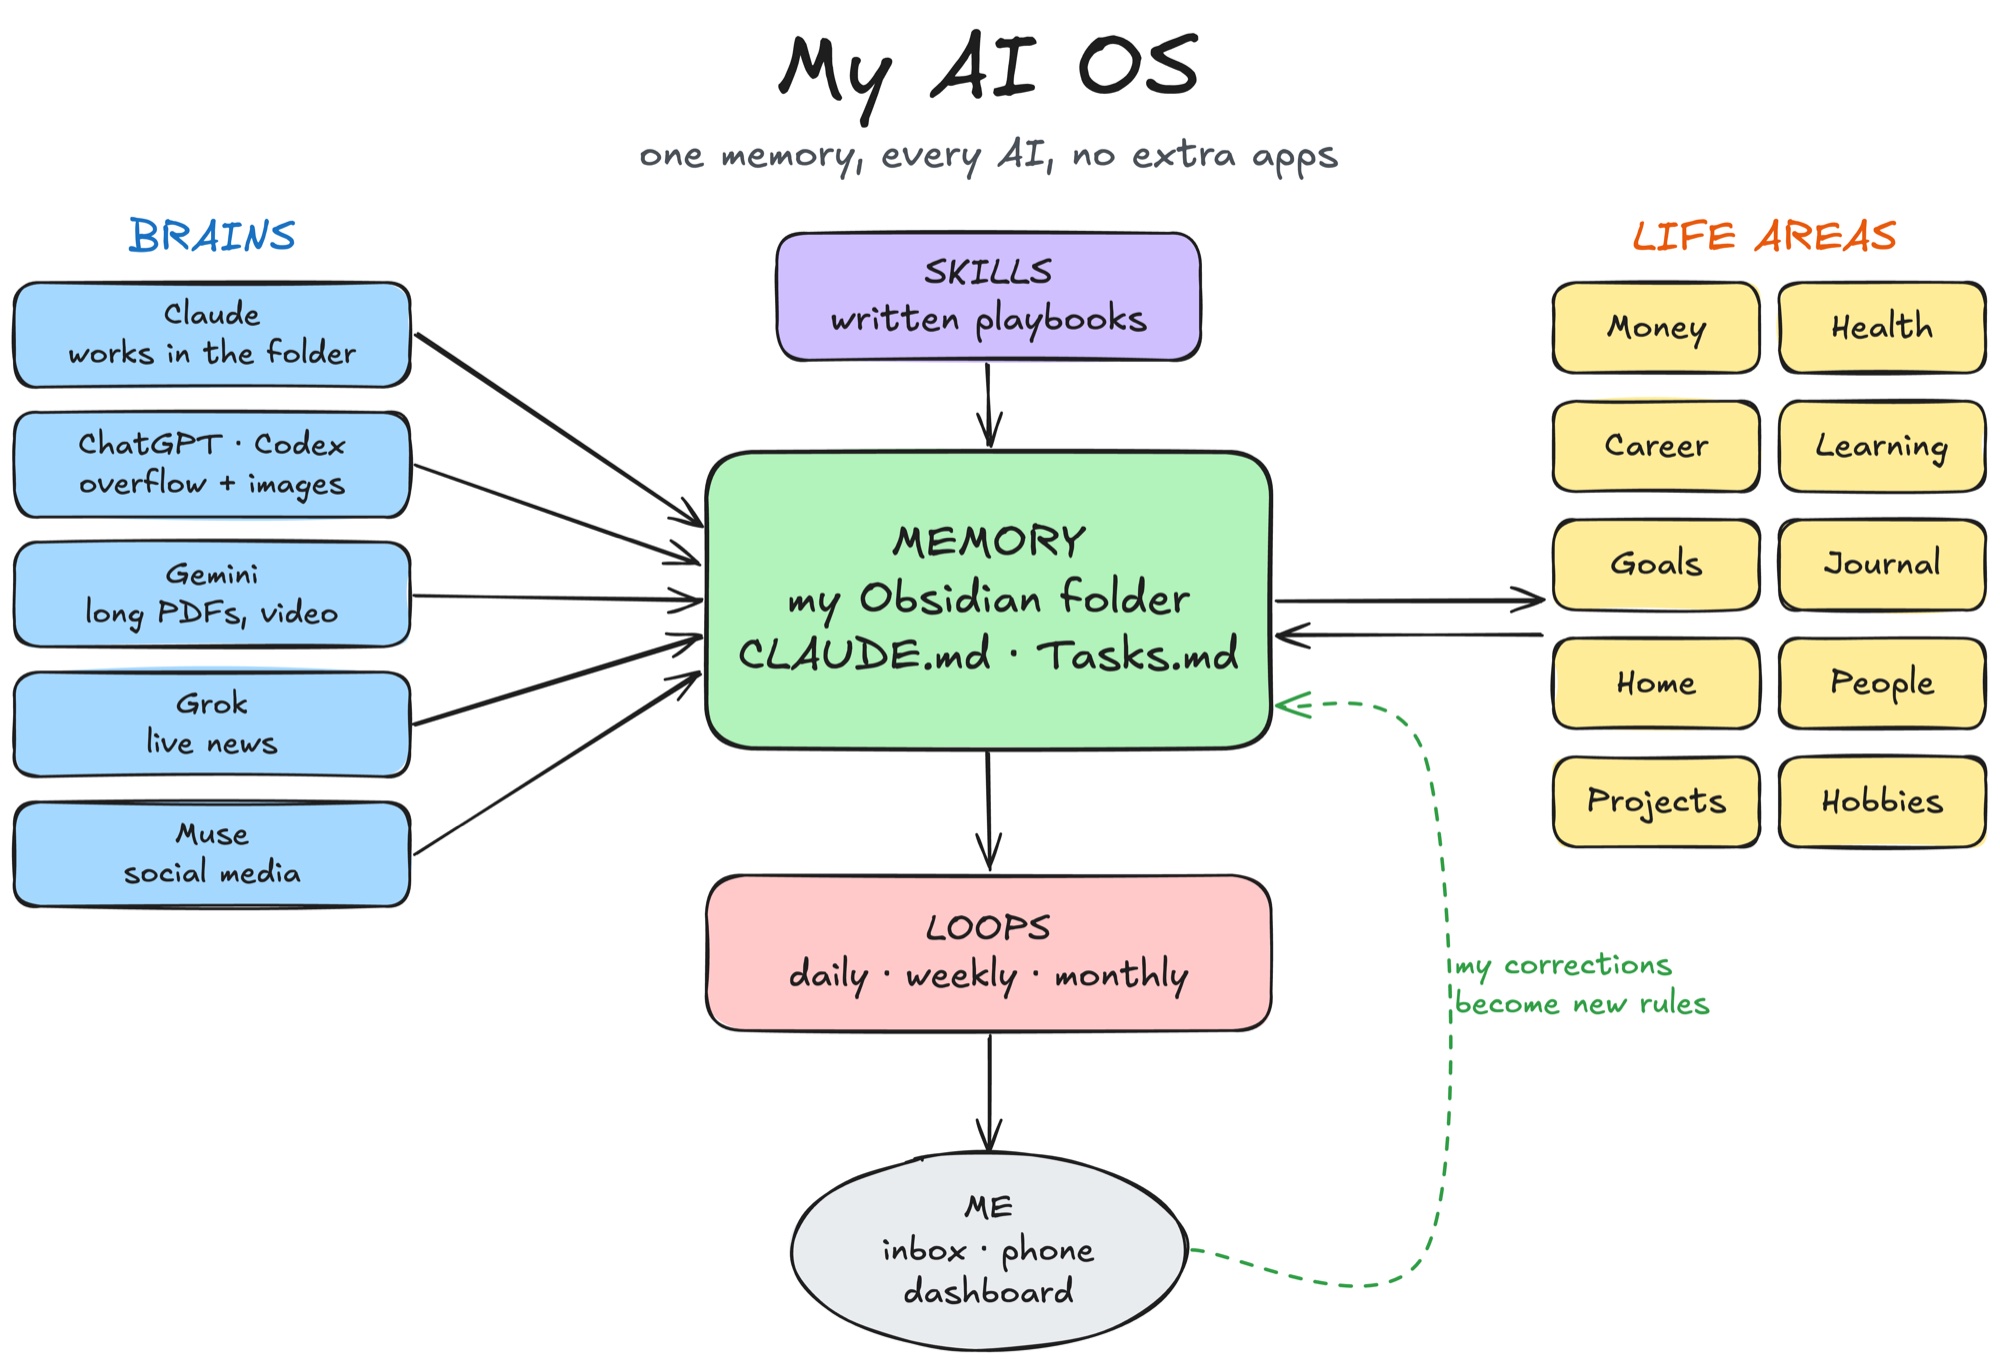 My AI OS
one memory, every AI, no extra apps
BRAINS
Claude
works in the folder
ChatGPT · Codex
overflow + images
Gemini
long PDFs, video
Grok
live news
Muse
social media
SKILLS
written playbooks
MEMORY
my Obsidian folder
CLAUDE.md · Tasks.md
LOOPS
daily · weekly · monthly
ME
inbox · phone
dashboard
my corrections
become new rules
LIFE AREAS
Money
Health
Career
Learning
Goals
Journal
Home
People
Projects
Hobbies